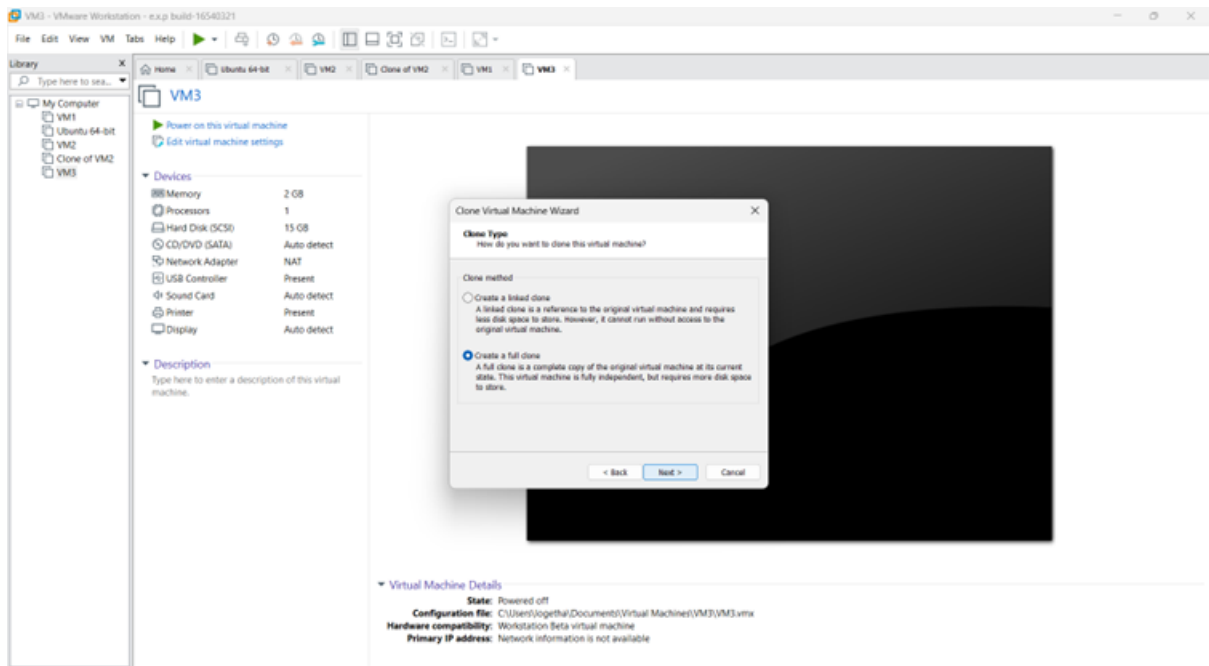 VM3 - VMware Workstation - e.x.p build-16540321
File Edit View VM Tabs Help
Library X
Type here to sea...
My Computer
VM1
Ubuntu 64-bit
VM2
Clone of VM2
VM3
Home
Ubuntu 64-bit
VM2
Clone of VM2
VM1
VM3
VM3
Power on this virtual machine
Edit virtual machine settings
Devices
Memory 2 GB
Processors 1
Hard Disk (SCSI) 15 GB
CD/DVD (SATA) Auto detect
Network Adapter NAT
USB Controller Present
Sound Card Auto detect
Printer Present
Display Auto detect
Description
Type here to enter a description of this virtual
machine.
Clone Virtual Machine Wizard
Clone Type
How do you want to clone this virtual machine?
Clone method
Create a linked clone
A linked clone is a reference to the original virtual machine and requires
less disk space to store. However, it cannot run without access to the
original virtual machine.
Create a full clone
A full clone is a complete copy of the original virtual machine at its current
state. This virtual machine is fully independent, but requires more disk space
to store.
< Back Next > Cancel
Virtual Machine Details
State: Powered off
Configuration file: C:\Users\logetha\Documents\Virtual Machines\VM3\VM3.vmx
Hardware compatibility: Workstation Beta virtual machine
Primary IP address: Network information is not available